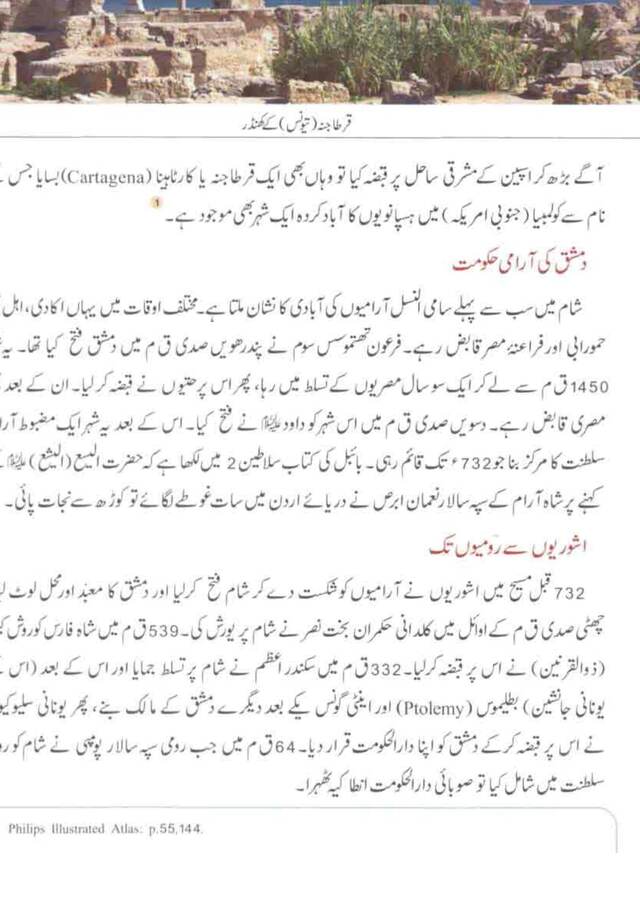 قرطاجنہ (تیونس) کے کھنڈر
آگے بڑھ کر اسپین کے مشرقی ساحل پر قبضہ کیا تو وہاں بھی ایک قرطاجنہ یا کارٹاہینا (Cartagena) بسایا جس
نام سے کولمبیا (جنوبی امریکہ) میں ہسپانویوں کا آباد کردہ ایک شہر بھی موجود ہے۔ 1
دمشق کی آرامی حکومت
شام میں سب سے پہلے سامی النسل آرامیوں کی آبادی کا نشان ملتا ہے۔ مختلف اوقات میں یہاں اکادی، اہل
حمورابی اور فراعنۂ مصر قابض رہے۔ فرعون تھتموسس سوم نے پندرھویں صدی ق م میں دمشق فتح کیا تھا۔ یہ
1450 ق م سے لے کر ایک سو سال مصریوں کے تسلط میں رہا، پھر اس پر حتیوں نے قبضہ کر لیا۔ ان کے بعد
مصری قابض رہے۔ دسویں صدی ق م میں اس شہر کو داود علیہ السلام نے فتح کیا۔ اس کے بعد یہ شہر ایک مضبوط
سلطنت کا مرکز بنا جو 732ء تک قائم رہی۔ بائبل کی کتاب سلاطین 2 میں لکھا ہے کہ حضرت الیسع (الیشع) علیہ السلام
کہنے پر شاہ آرام کے سپہ سالار نعمان ابرص نے دریائے اردن میں سات غوطے لگائے تو کوڑھ سے نجات پائی۔
اشوریوں سے رومیوں تک
732 قبل مسیح میں اشوریوں نے آرامیوں کو شکست دے کر شام فتح کر لیا اور دمشق کا معبد اور محل لوٹ
چھٹی صدی ق م کے اوائل میں کلدانی حکمران بخت نصر نے شام پر یورش کی۔ 539 ق م میں شاہ فارس کوروش
(ذوالقرنین) نے اس پر قبضہ کر لیا۔ 332 ق م میں سکندر اعظم نے شام پر تسلط جمایا اور اس کے بعد (اس
یونانی جانشین) بطلیموس (Ptolemy) اور اینٹی گونس یکے بعد دیگرے دمشق کے مالک بنے، پھر یونانی
نے اس پر قبضہ کر کے دمشق کو اپنا دارالحکومت قرار دیا۔ 64 ق م میں جب رومی سپہ سالار پومپی نے شام کو
سلطنت میں شامل کیا تو صوبائی دارالحکومت انطاکیہ ٹھہرا۔
Philips Illustrated Atlas: p.55,144.